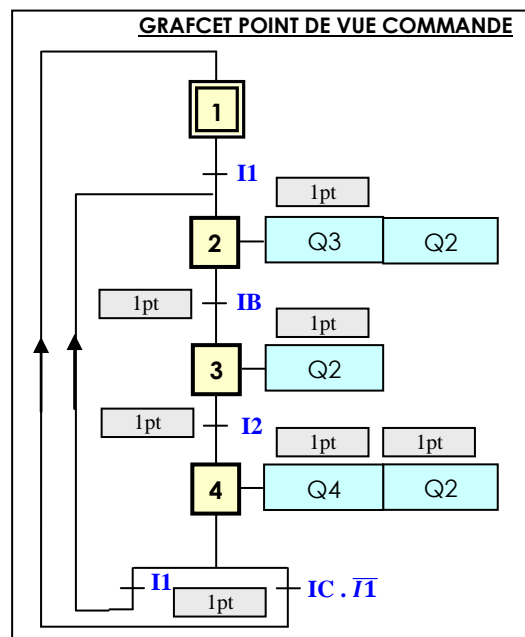 GRAFCET POINT DE VUE COMMANDE
1
I1
1pt
2 Q3 Q2
1pt IB
1pt
3 Q2
1pt I2
1pt 1pt
4 Q4 Q2
I1 1pt IC . I̅1̅